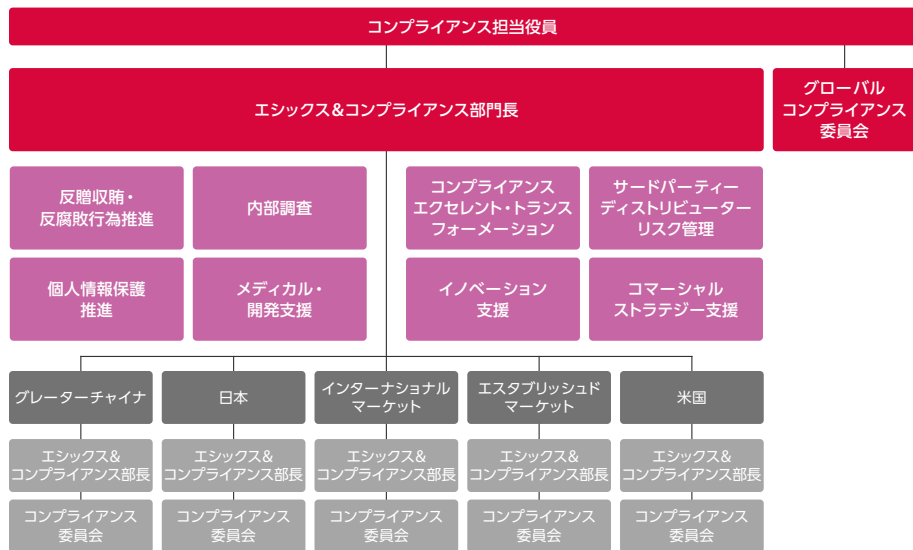 コンプライアンス担当役員
エシックス&コンプライアンス部門長
グローバル
コンプライアンス
委員会
反贈収賄・
反腐敗行為推進
内部調査
コンプライアンス
エクセレント・トランス
フォーメーション
サードパーティー
ディストリビューター
リスク管理
個人情報保護
推進
メディカル・
開発支援
イノベーション
支援
コマーシャル
ストラテジー支援
グレーターチャイナ
日本
インターナショナル
マーケット
エスタブリッシュド
マーケット
米国
エシックス&
コンプライアンス部長
エシックス&
コンプライアンス部長
エシックス&
コンプライアンス部長
エシックス&
コンプライアンス部長
エシックス&
コンプライアンス部長
コンプライアンス
委員会
コンプライアンス
委員会
コンプライアンス
委員会
コンプライアンス
委員会
コンプライアンス
委員会